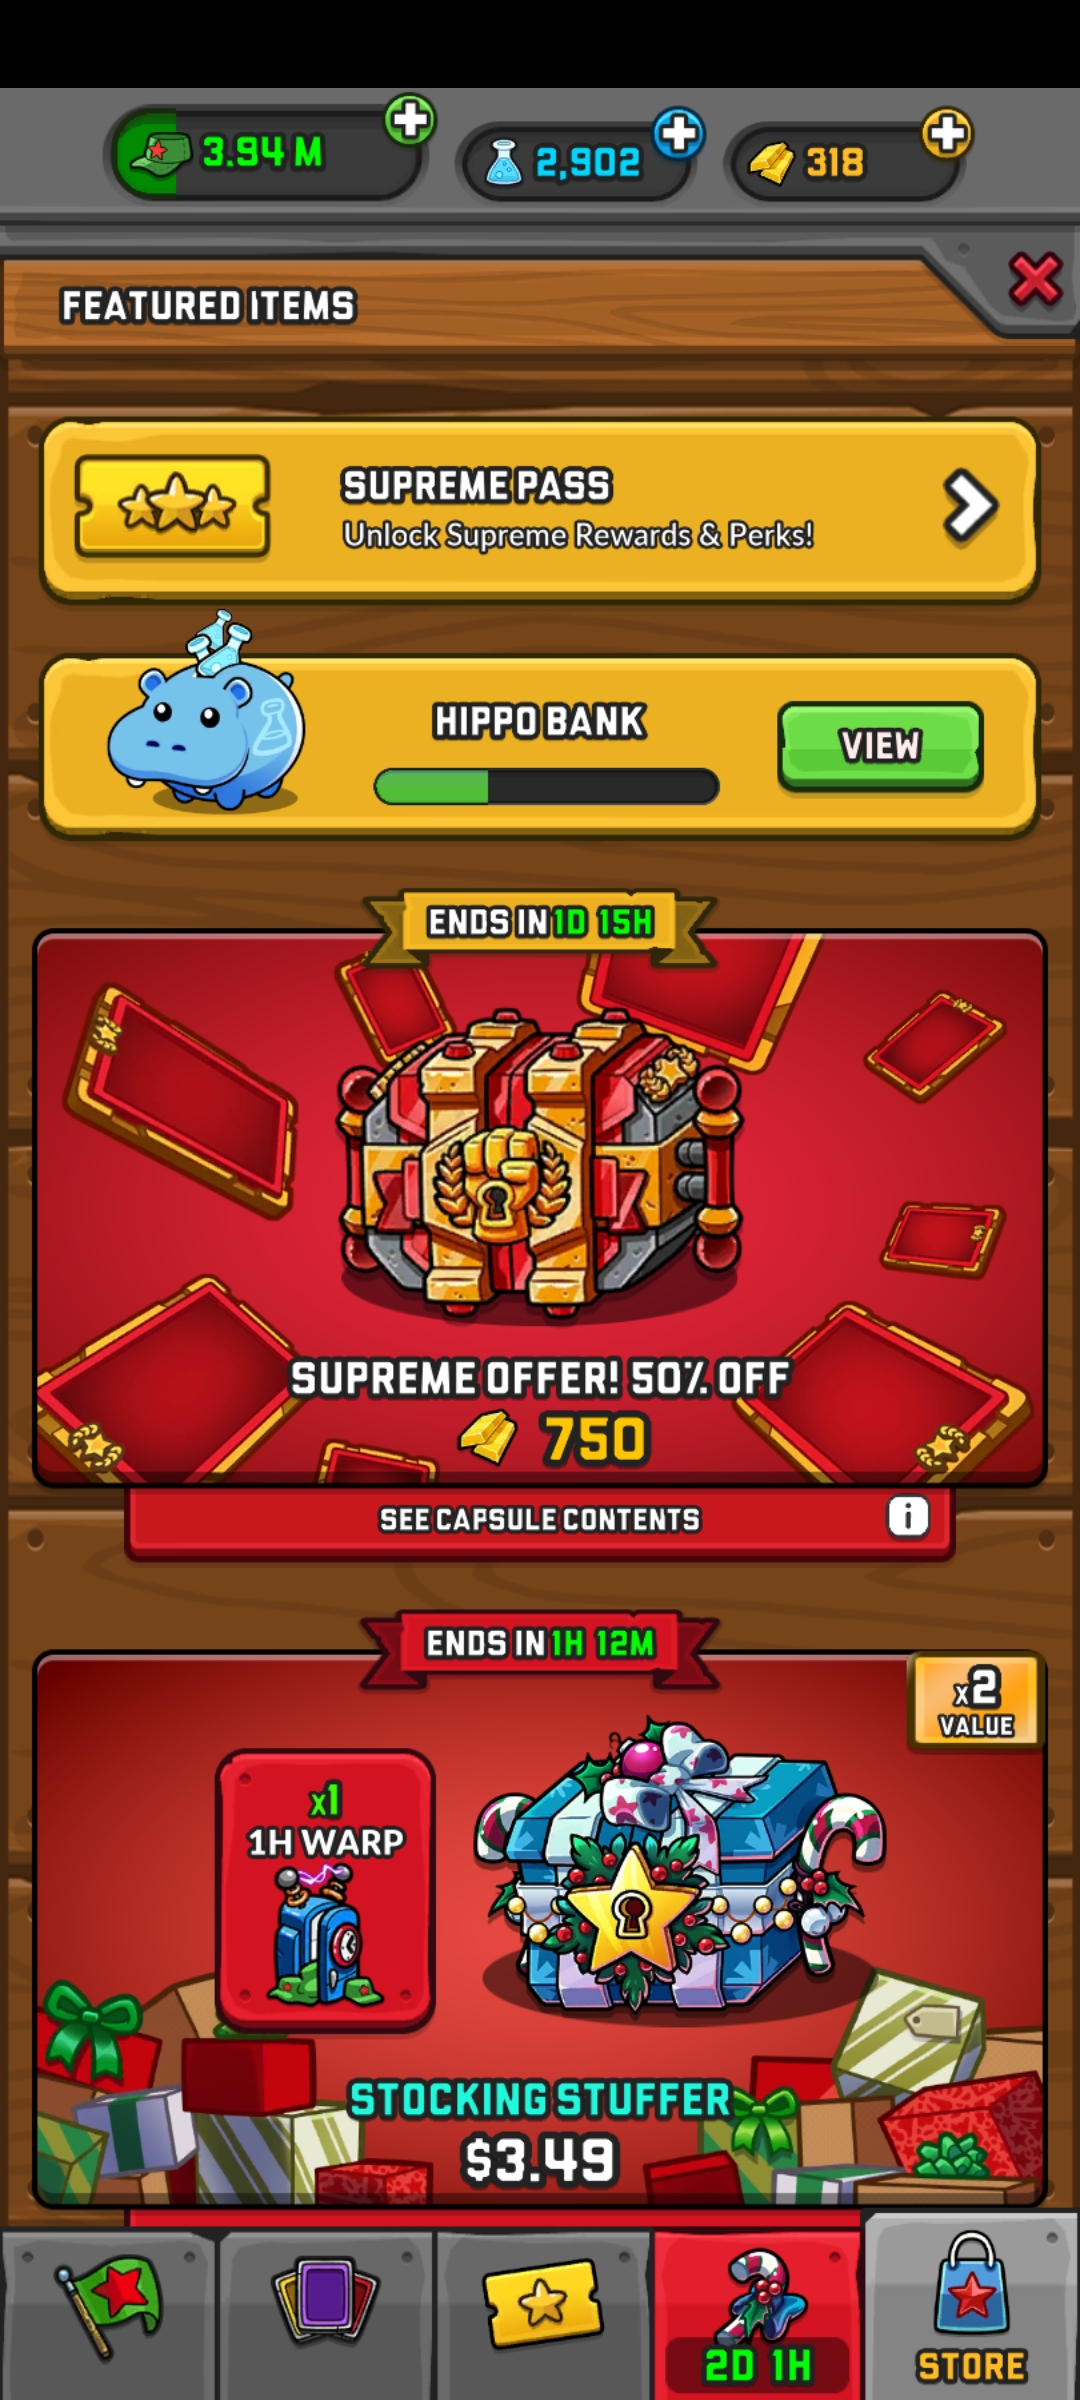 3.94 M
2,902
318
FEATURED ITEMS
SUPREME PASS
Unlock Supreme Rewards & Perks!
HIPPO BANK
VIEW
ENDS IN 1D 15H
SUPREME OFFER! 50% OFF
750
SEE CAPSULE CONTENTS
i
ENDS IN 1H 12M
x2
VALUE
x1
1H WARP
STOCKING STUFFER
$3.49
2D 1H
STORE